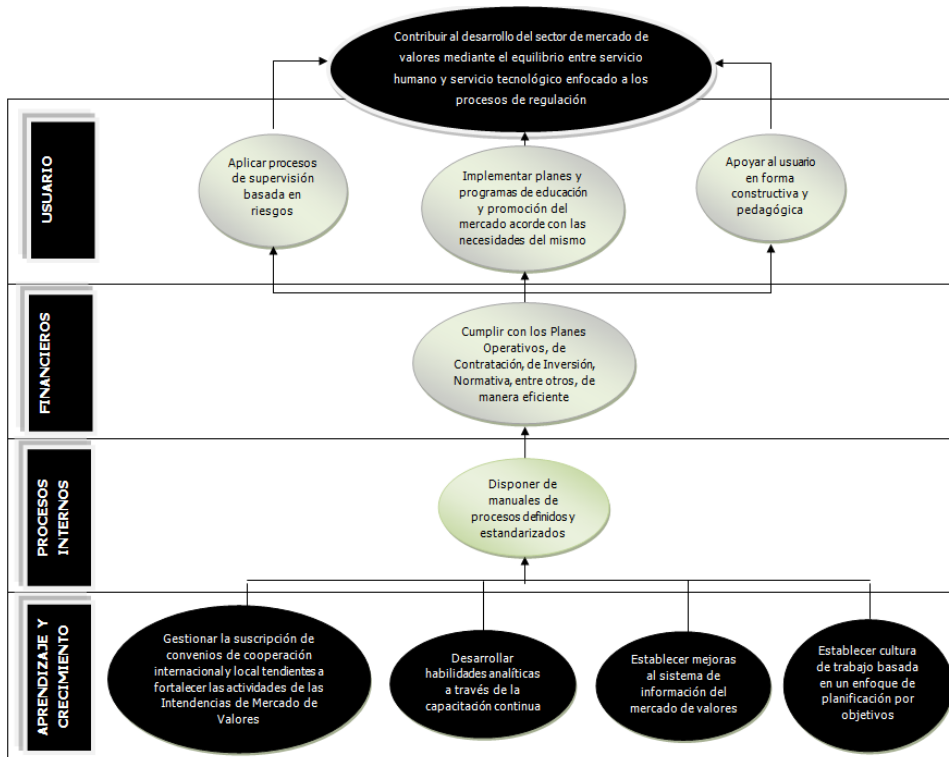 Contribuir al desarrollo del sector de mercado de
valores mediante el equilibrio entre servicio
humano y servicio tecnológico enfocado a los
procesos de regulación
USUARIO
Aplicar procesos
de supervisión
basada en
riesgos
Implementar planes y
programas de educación
y promoción del
mercado acorde con las
necesidades del mismo
Apoyar al usuario
en forma
constructiva y
pedagógica
FINANCIEROS
Cumplir con los Planes
Operativos, de
Contratación, de Inversión,
Normativa, entre otros, de
manera eficiente
PROCESOS
INTERNOS
Disponer de
manuales de
procesos definidos y
estandarizados
APRENDIZAJE Y
CRECIMIENTO
Gestionar la suscripción de
convenios de cooperación
internacional y local tendientes a
fortalecer las actividades de las
Intendencias de Mercado de
Valores
Desarrollar
habilidades analíticas
a través de la
capacitación continua
Establecer mejoras
al sistema de
información del
mercado de valores
Establecer cultura
de trabajo basada
en un enfoque de
planificación por
objetivos